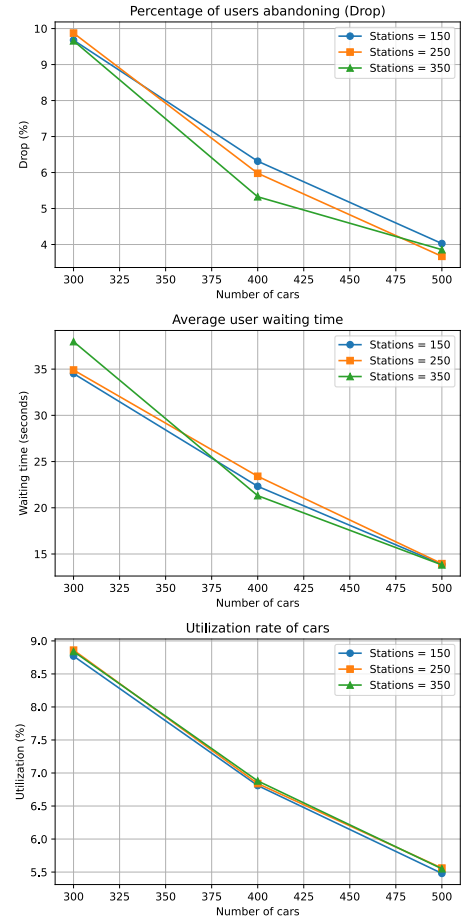 Percentage of users abandoning (Drop)
10
9
8
7
6
5
4
Drop (%)
Stations = 150
Stations = 250
Stations = 350
300 325 350 375 400 425 450 475 500
Number of cars
Average user waiting time
35
30
25
20
15
Waiting time (seconds)
Stations = 150
Stations = 250
Stations = 350
300 325 350 375 400 425 450 475 500
Number of cars
Utilization rate of cars
9.0
8.5
8.0
7.5
7.0
6.5
6.0
5.5
Utilization (%)
Stations = 150
Stations = 250
Stations = 350
300 325 350 375 400 425 450 475 500
Number of cars